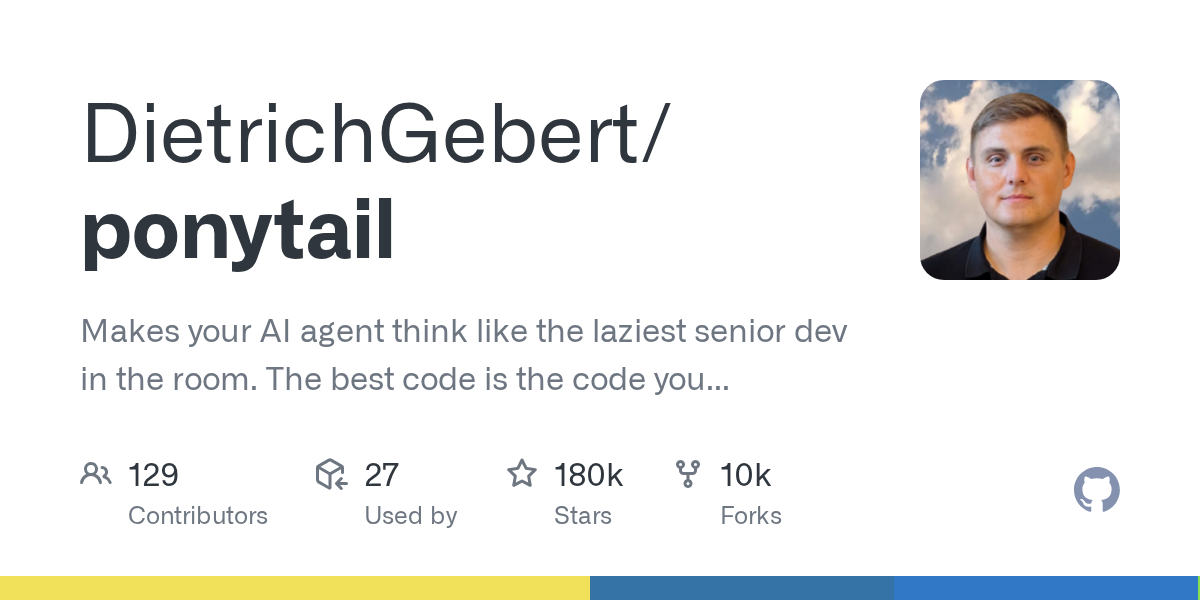 DietrichGebert/
ponytail
Makes your AI agent think like the laziest senior dev
in the room. The best code is the code you...
129
Contributors
27
Used by
180k
Stars
10k
Forks